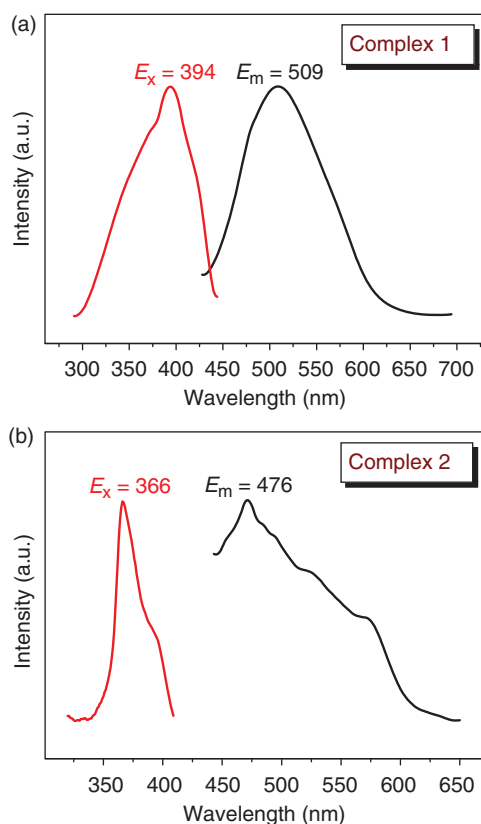 (a)
Complex 1
Ex = 394
Em = 509
Intensity (a.u.)
300 350 400 450 500 550 600 650 700
Wavelength (nm)
(b)
Complex 2
Ex = 366
Em = 476
Intensity (a.u.)
350 400 450 500 550 600 650
Wavelength (nm)